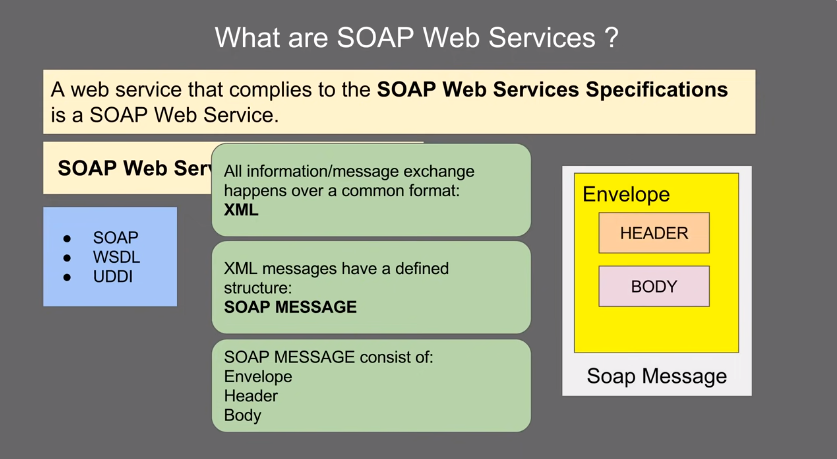 What are SOAP Web Services ?
A web service that complies to the SOAP Web Services Specifications
is a SOAP Web Service.
SOAP Web Serv
● SOAP
● WSDL
● UDDI
All information/message exchange
happens over a common format:
XML
XML messages have a defined
structure:
SOAP MESSAGE
SOAP MESSAGE consist of:
Envelope
Header
Body
Envelope
HEADER
BODY
Soap Message